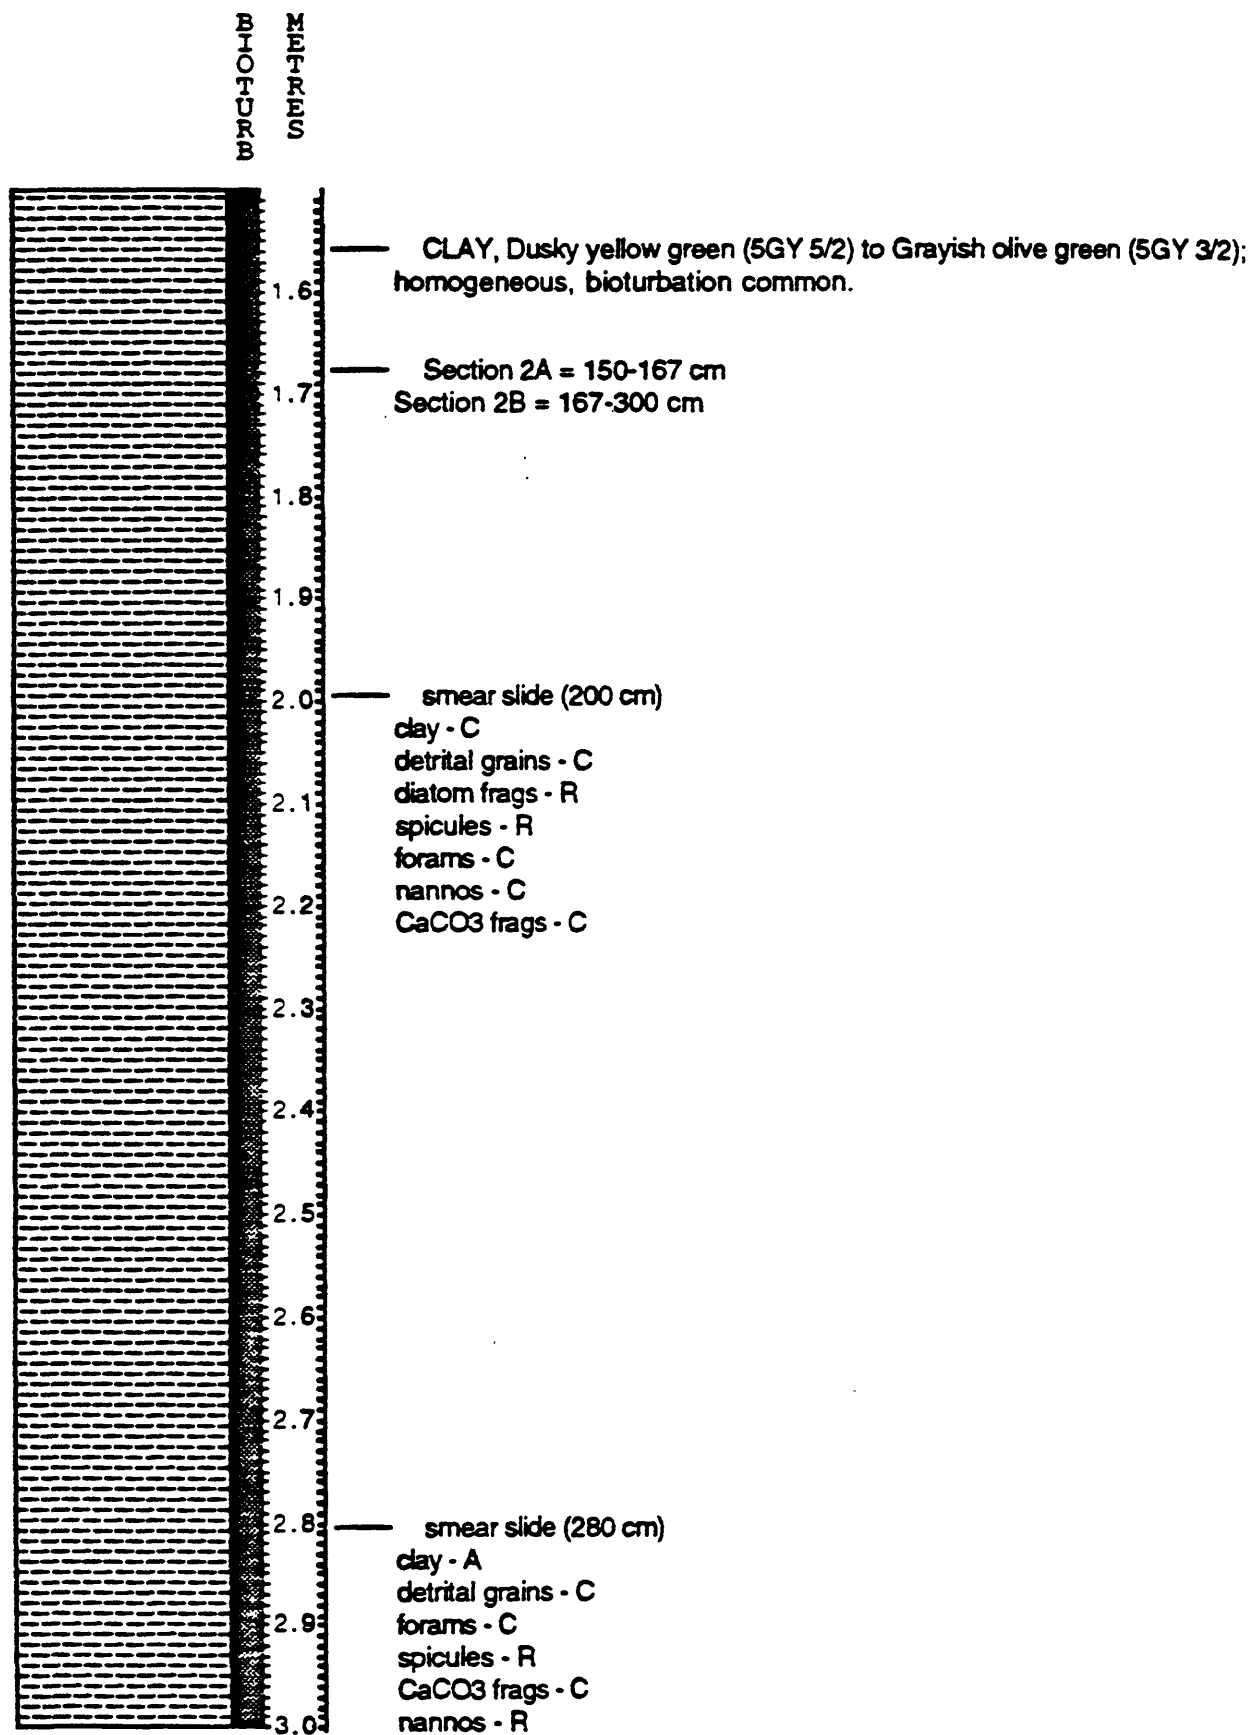 BIOTURB
METRES
CLAY, Dusky yellow green (5GY 5/2) to Grayish olive green (5GY 3/2);
homogeneous, bioturbation common.
1.6
Section 2A = 150-167 cm
1.7
Section 2B = 167-300 cm
1.8
1.9
smear slide (200 cm)
2.0
clay - C
detrital grains - C
diatom frags - R
2.1
spicules - R
forams - C
nannos - C
2.2
CaCO3 frags - C
2.3
2.4
2.5
2.6
2.7
2.8
smear slide (280 cm)
clay - A
detrital grains - C
2.9
forams - C
spicules - R
CaCO3 frags - C
3.0
nannos - R